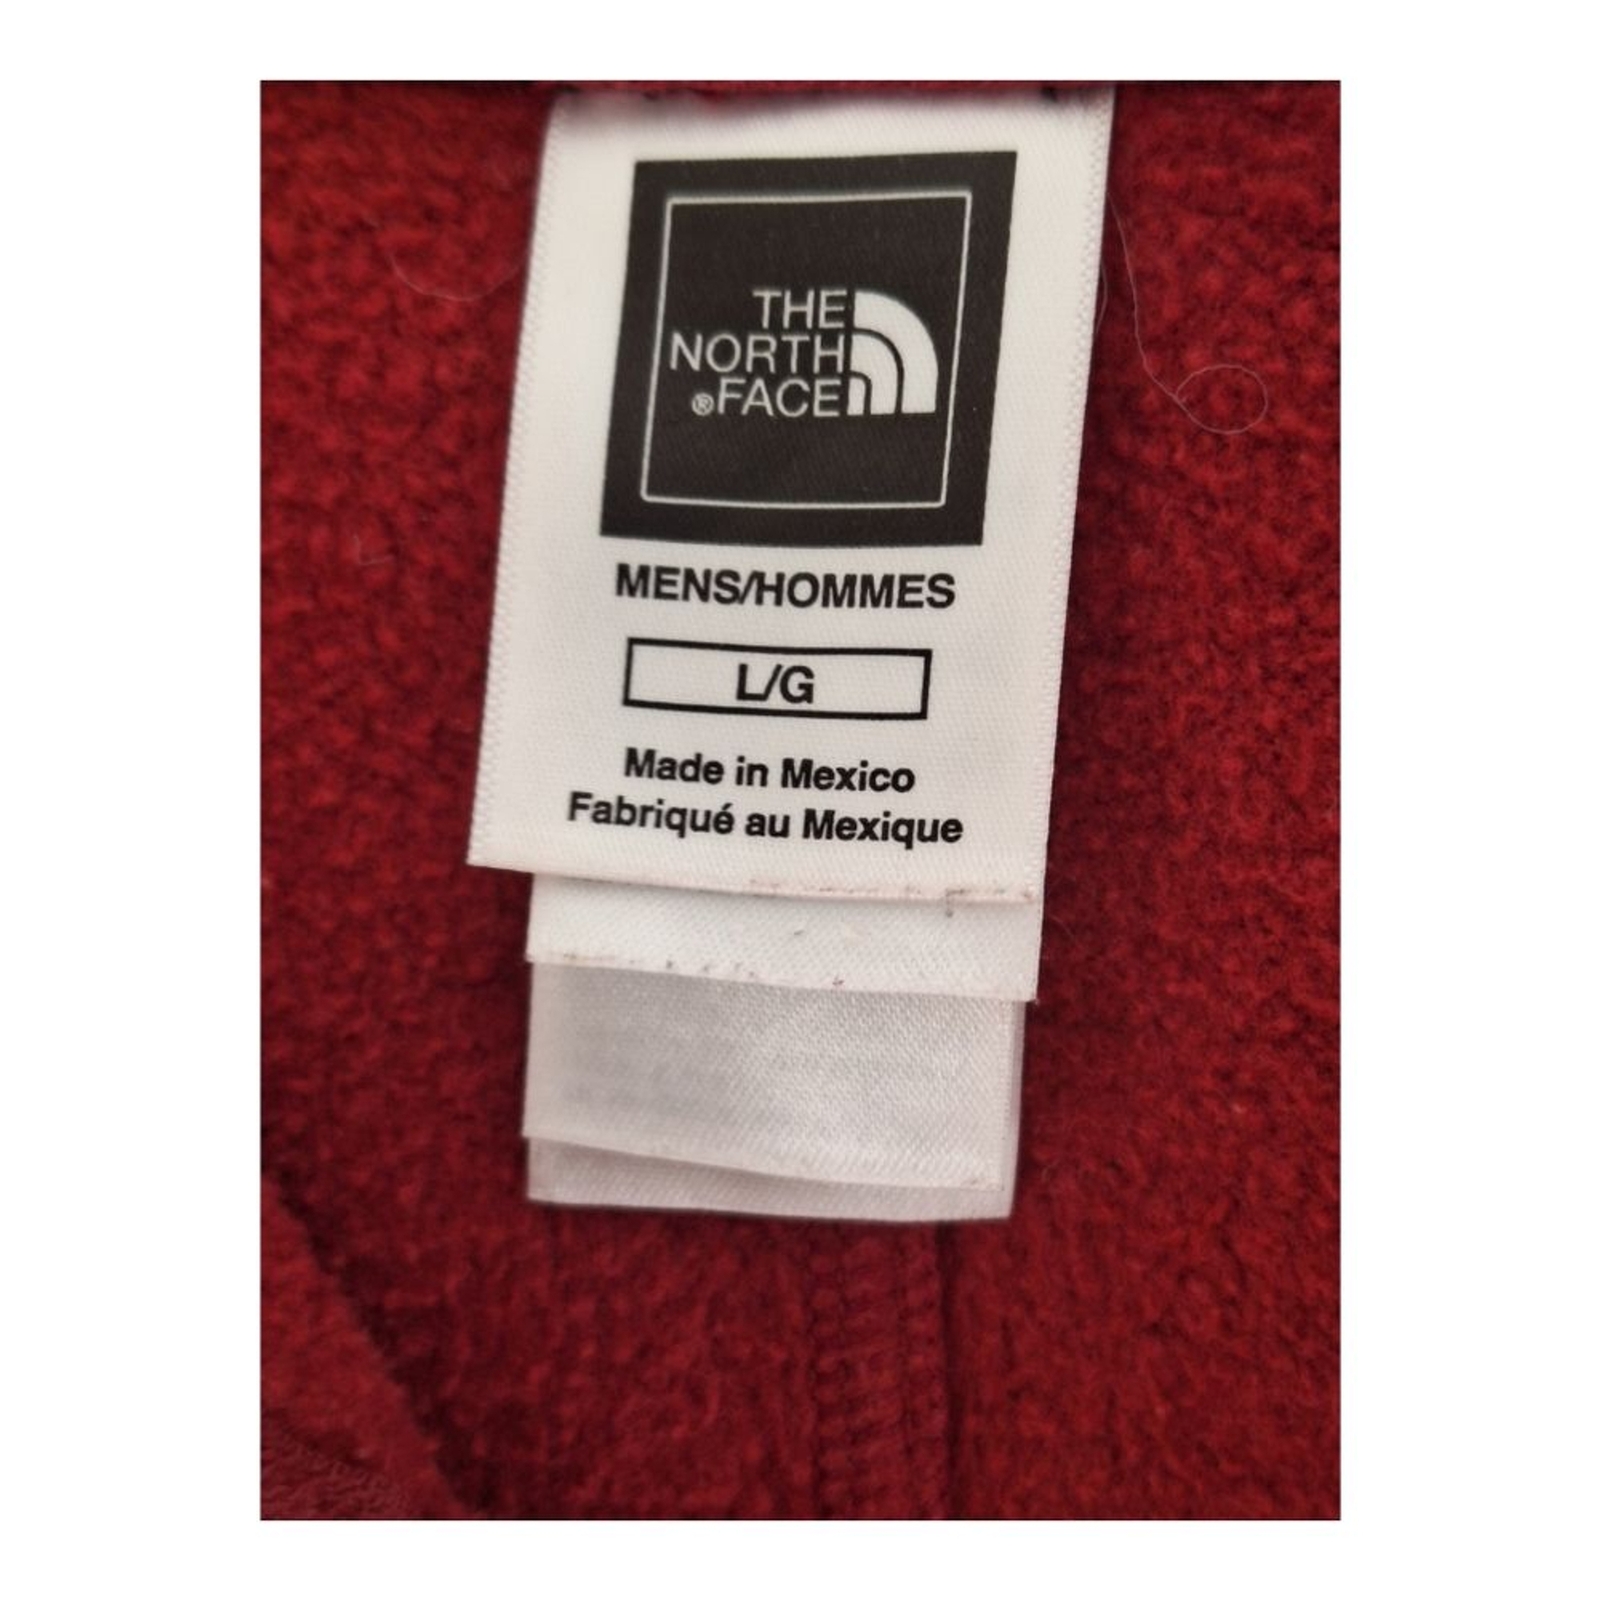 THE
NORTH
®FACE
MENS/HOMMES
L/G
Made in Mexico
Fabriqué au Mexique